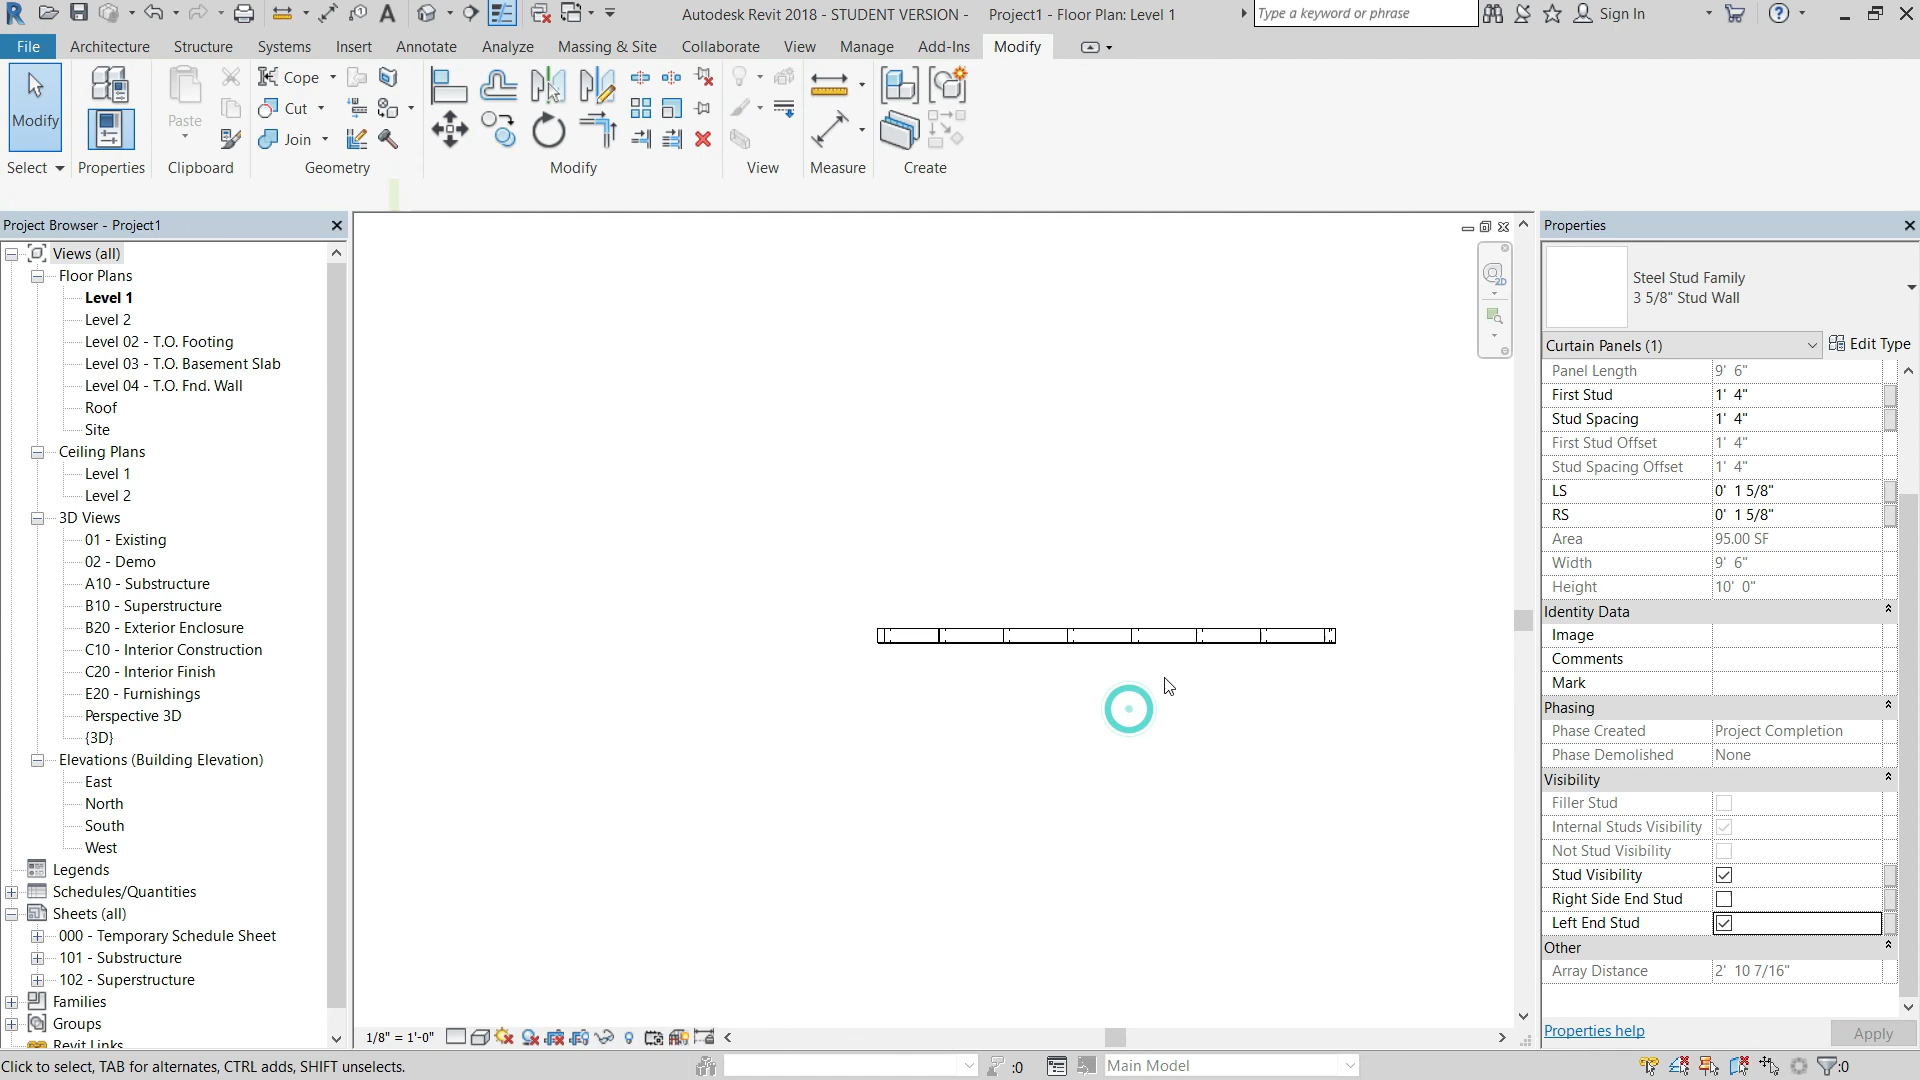 Autodesk Revit 2018 - STUDENT VERSION - Project1 - Floor Plan: Level 1
Type a keyword or phrase
Sign In
File Architecture Structure Systems Insert Annotate Analyze Massing & Site Collaborate View Manage Add-Ins Modify
Modify
Paste
Cope
Cut
Join
Select Properties Clipboard Geometry Modify View Measure Create
Project Browser - Project1
Views (all)
Floor Plans
Level 1
Level 2
Level 02 - T.O. Footing
Level 03 - T.O. Basement Slab
Level 04 - T.O. Fnd. Wall
Roof
Site
Ceiling Plans
Level 1
Level 2
3D Views
01 - Existing
02 - Demo
A10 - Substructure
B10 - Superstructure
B20 - Exterior Enclosure
C10 - Interior Construction
C20 - Interior Finish
E20 - Furnishings
Perspective 3D
{3D}
Elevations (Building Elevation)
East
North
South
West
Legends
Schedules/Quantities
Sheets (all)
000 - Temporary Schedule Sheet
101 - Substructure
102 - Superstructure
Families
Groups
Revit Links
2D
1/8" = 1'-0"
Properties
Steel Stud Family
3 5/8" Stud Wall
Curtain Panels (1)
Edit Type
Panel Length 9' 6"
First Stud 1' 4"
Stud Spacing 1' 4"
First Stud Offset 1' 4"
Stud Spacing Offset 1' 4"
LS 0' 1 5/8"
RS 0' 1 5/8"
Area 95.00 SF
Width 9' 6"
Height 10' 0"
Identity Data
Image
Comments
Mark
Phasing
Phase Created Project Completion
Phase Demolished None
Visibility
Filler Stud
Internal Studs Visibility
Not Stud Visibility
Stud Visibility
Right Side End Stud
Left End Stud
Other
Array Distance 2' 10 7/16"
Properties help
Apply
Click to select, TAB for alternates, CTRL adds, SHIFT unselects.
:0
Main Model
:0